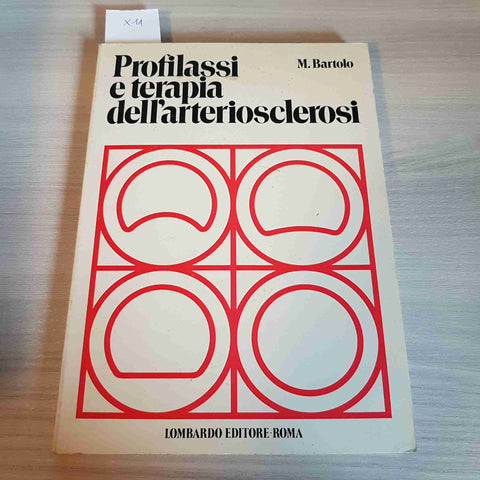 X 11
Profilassi
e terapia
dell'arteriosclerosi
M. Bartolo
LOMBARDO EDITORE-ROMA